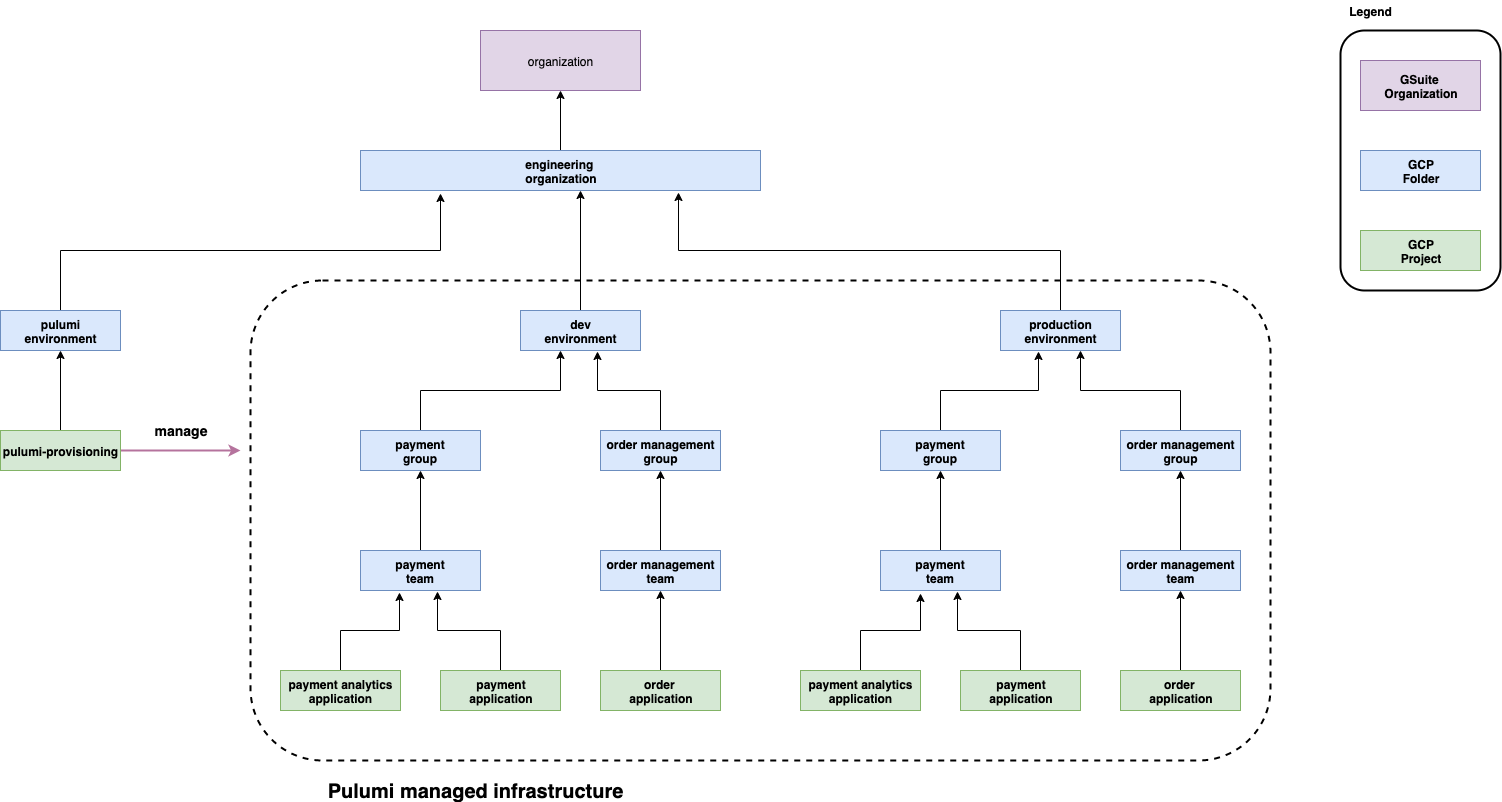 Legend
organization
GSuite
Organization
engineering
organization
GCP
Folder
GCP
Project
pulumi
environment
dev
environment
production
environment
pulumi-provisioning
manage
payment
group
order management
group
payment
group
order management
group
payment
team
order management
team
payment
team
order management
team
payment analytics
application
payment
application
order
application
payment analytics
application
payment
application
order
application
Pulumi managed infrastructure